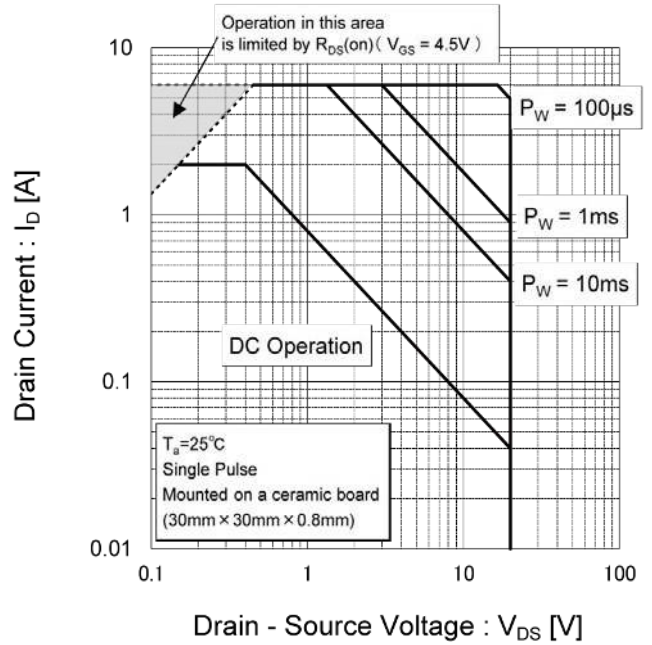 Operation in this area
is limited by RDS(on)( VGS = 4.5V )
10
1
0.1
0.01
Drain Current : ID [A]
PW = 100μs
PW = 1ms
PW = 10ms
DC Operation
Ta=25℃
Single Pulse
Mounted on a ceramic board
(30mm×30mm×0.8mm)
0.1
1
10
100
Drain - Source Voltage : VDS [V]